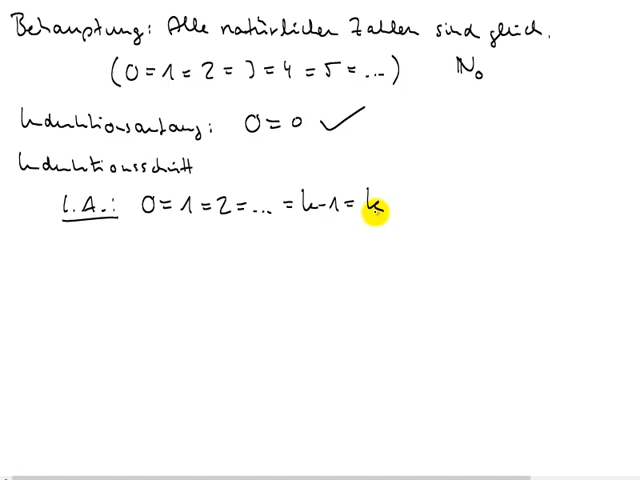 Behauptung: Alle natürlichen Zahlen sind gleich.
(0 = 1 = 2 = 3 = 4 = 5 = ...) ℕ₀
Induktionsanfang: 0 = 0 ✓
Induktionsschritt
I.A.: 0 = 1 = 2 = ... = k-1 = k